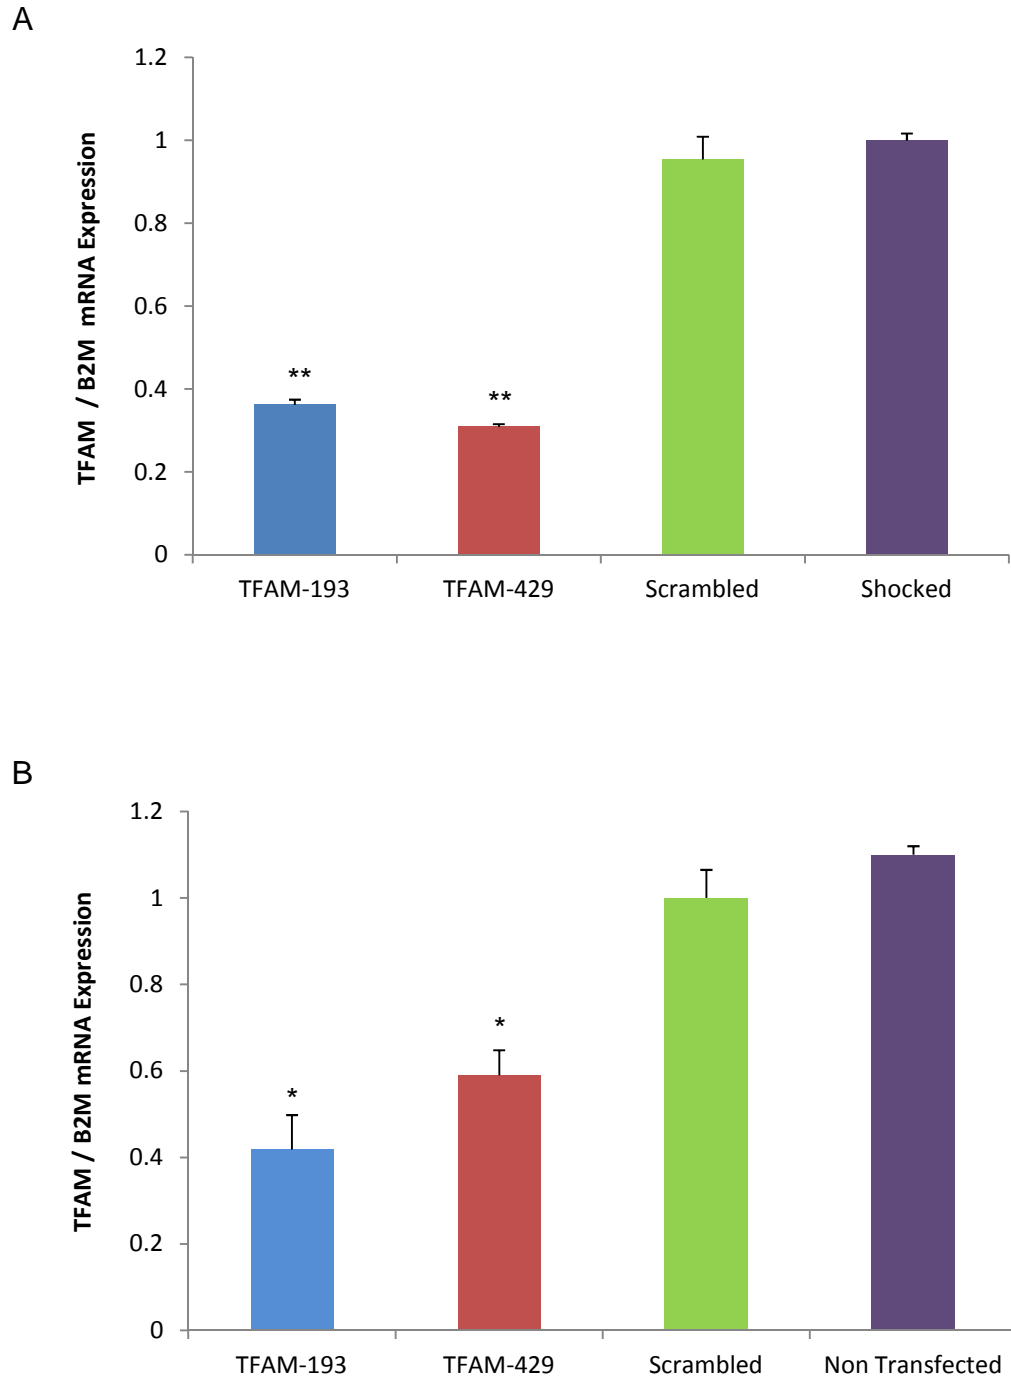 A
1.2
1
0.8
0.6
0.4
0.2
0
TFAM / B2M mRNA Expression
**
**
TFAM-193
TFAM-429
Scrambled
Shocked
B
1.2
1
0.8
0.6
0.4
0.2
0
TFAM / B2M mRNA Expression
*
*
TFAM-193
TFAM-429
Scrambled
Non Transfected